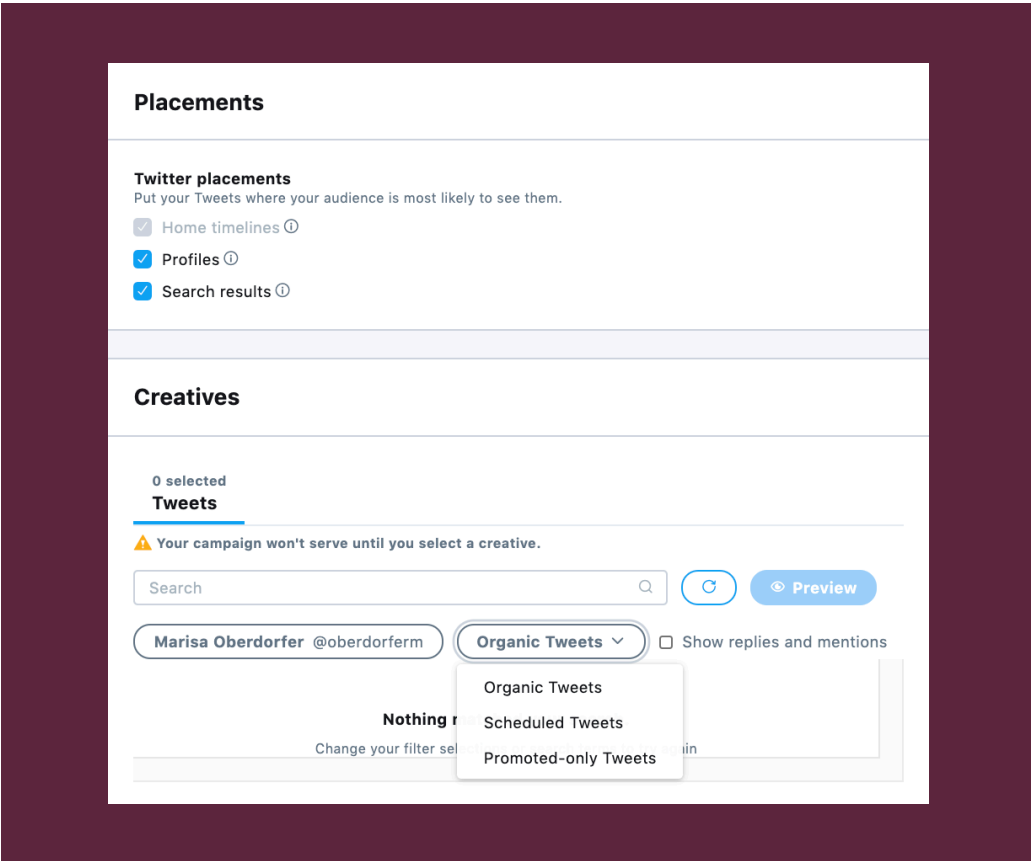 Placements
Twitter placements
Put your Tweets where your audience is most likely to see them.
Home timelines
Profiles
Search results
Creatives
0 selected
Tweets
Your campaign won't serve until you select a creative.
Search
Preview
Marisa Oberdorfer @oberdorferm
Organic Tweets
Show replies and mentions
Organic Tweets
Scheduled Tweets
Promoted-only Tweets
Nothing
Change your filter